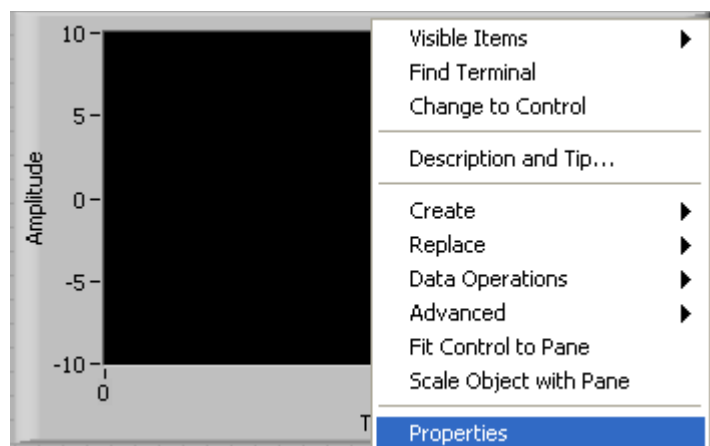 10
5
0
-5
-10
Amplitude
0
T
Visible Items
Find Terminal
Change to Control
Description and Tip...
Create
Replace
Data Operations
Advanced
Fit Control to Pane
Scale Object with Pane
Properties